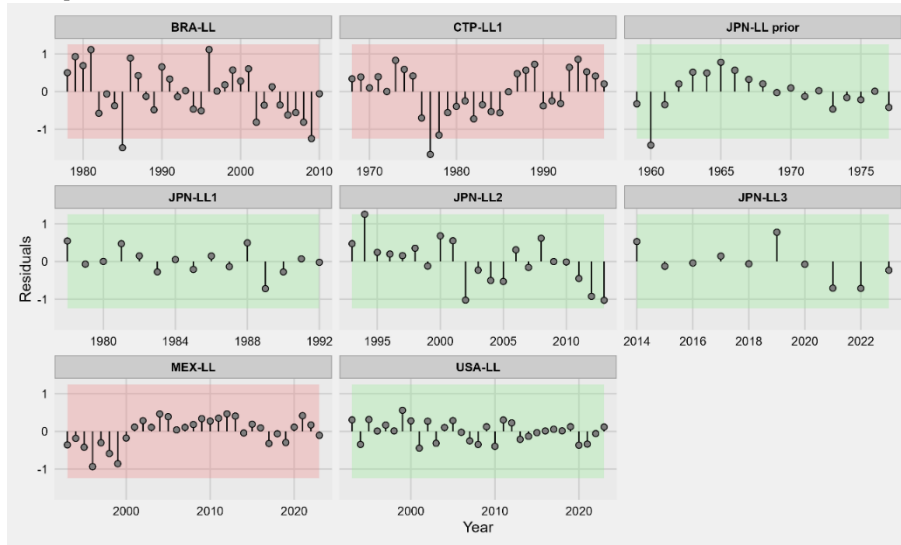 BRA-LL
CTP-LL1
JPN-LL prior
1
0
-1
1980 1990 2000 2010
1970 1980 1990
1960 1965 1970 1975
JPN-LL1
JPN-LL2
JPN-LL3
Residuals
1
0
-1
1980 1984 1988 1992
1995 2000 2005 2010
2014 2016 2018 2020 2022
MEX-LL
USA-LL
1
0
-1
2000 2010 2020
2000 2010 2020
Year